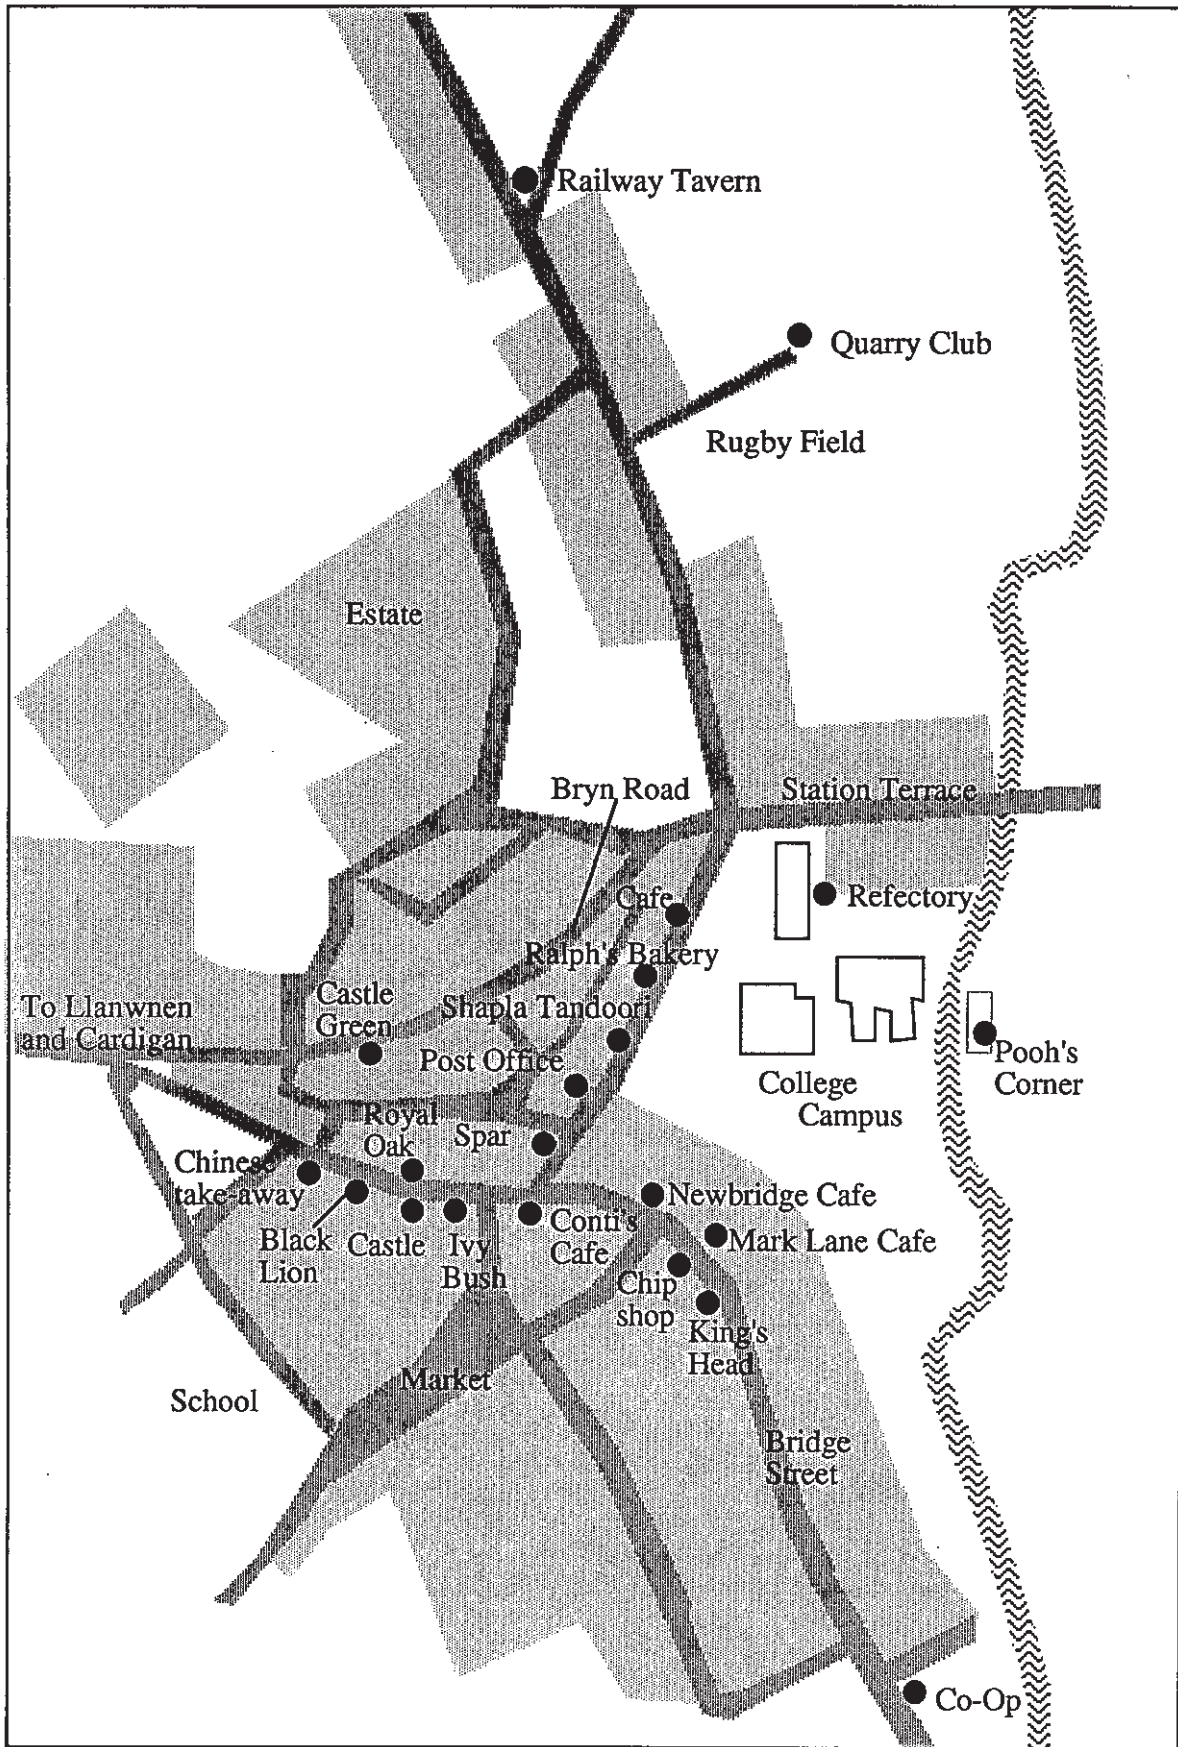 Railway Tavern
Quarry Club
Rugby Field
Estate
Bryn Road
Station Terrace
Cafe
Refectory
Ralph's Bakery
To Llanwnen
and Cardigan
Castle
Green
Shapla Tandoori
Post Office
Pooh's
Corner
College
Campus
Royal
Oak
Spar
Chinese
take-away
Newbridge Cafe
Black
Lion
Castle
Ivy
Bush
Conti's
Cafe
Mark Lane Cafe
Chip
shop
King's
Head
Market
School
Bridge
Street
Co-Op